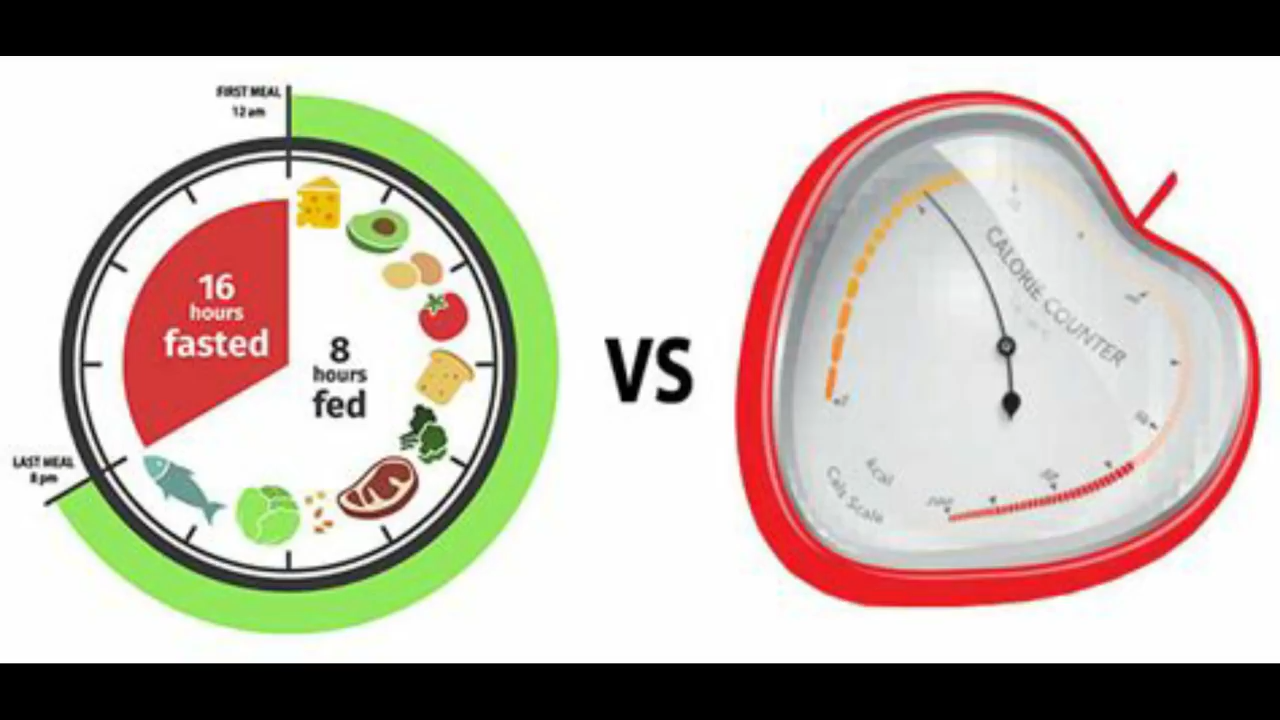 FIRST MEAL
12 am
16
hours
fasted
8
hours
fed
LAST MEAL
8 pm
VS
CALORIE COUNTER
kcal
Cals Scale